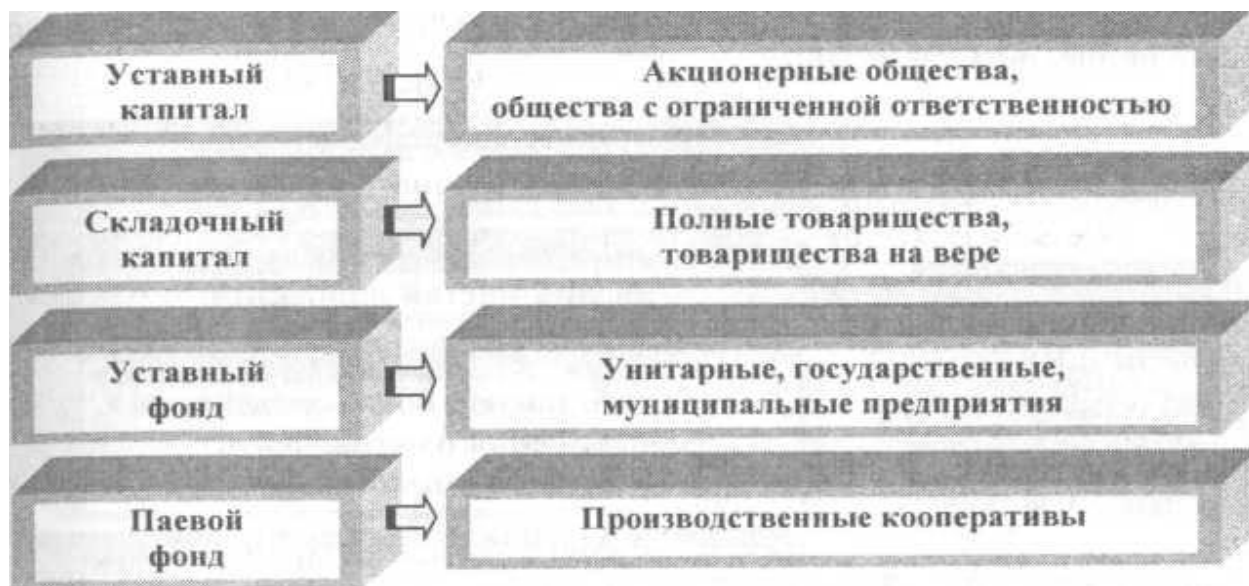 Уставный
капитал
Акционерные общества,
общества с ограниченной ответственностью
Складочный
капитал
Полные товарищества,
товарищества на вере
Уставный
фонд
Унитарные, государственные,
муниципальные предприятия
Паевой
фонд
Производственные кооперативы